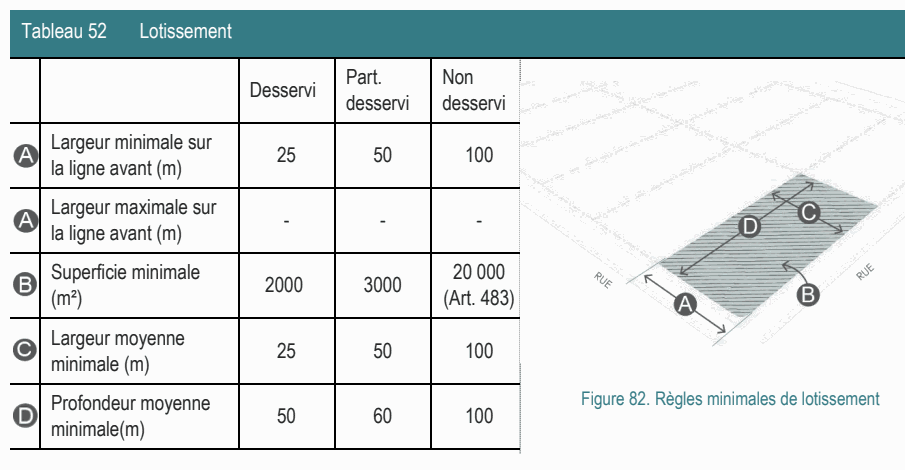 Tableau 52 Lotissement
Desservi
Part.
desservi
Non
desservi
A Largeur minimale sur
la ligne avant (m)
25 50 100
A Largeur maximale sur
la ligne avant (m)
- - -
B Superficie minimale
(m²)
2000 3000 20 000
(Art. 483)
C Largeur moyenne
minimale (m)
25 50 100
D Profondeur moyenne
minimale(m)
50 60 100
C
D
RUE
RUE
A
B
Figure 82. Règles minimales de lotissement